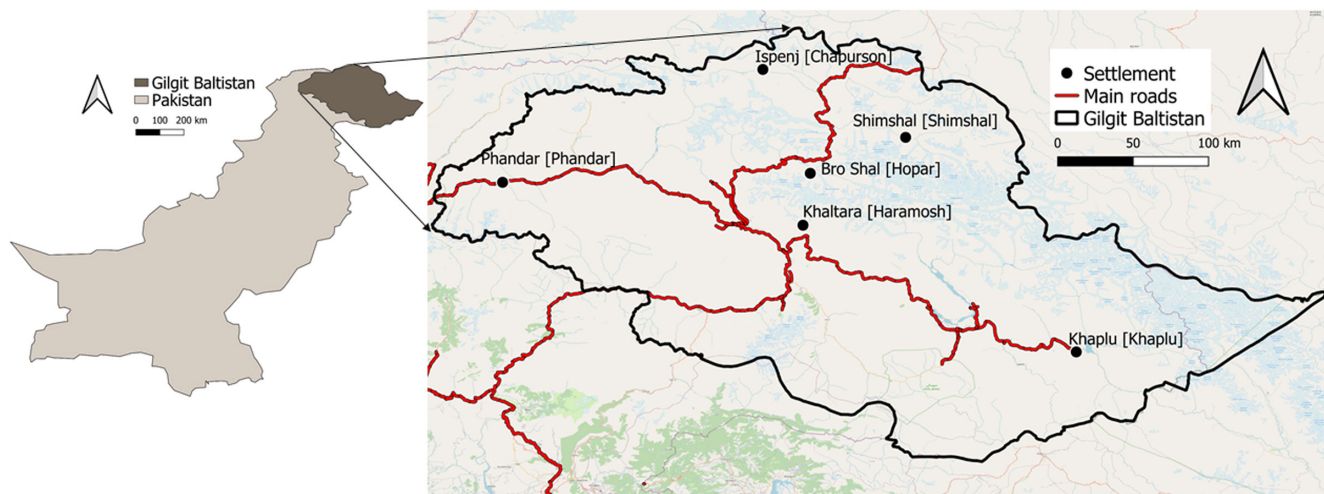 Gilgit Baltistan
Pakistan
0 100 200 km
Ispenj [Chapurson]
Shimshal [Shimshal]
Phandar [Phandar]
Bro Shal [Hopar]
Khaltara [Haramosh]
Khaplu [Khaplu]
Settlement
Main roads
Gilgit Baltistan
0 50 100 km